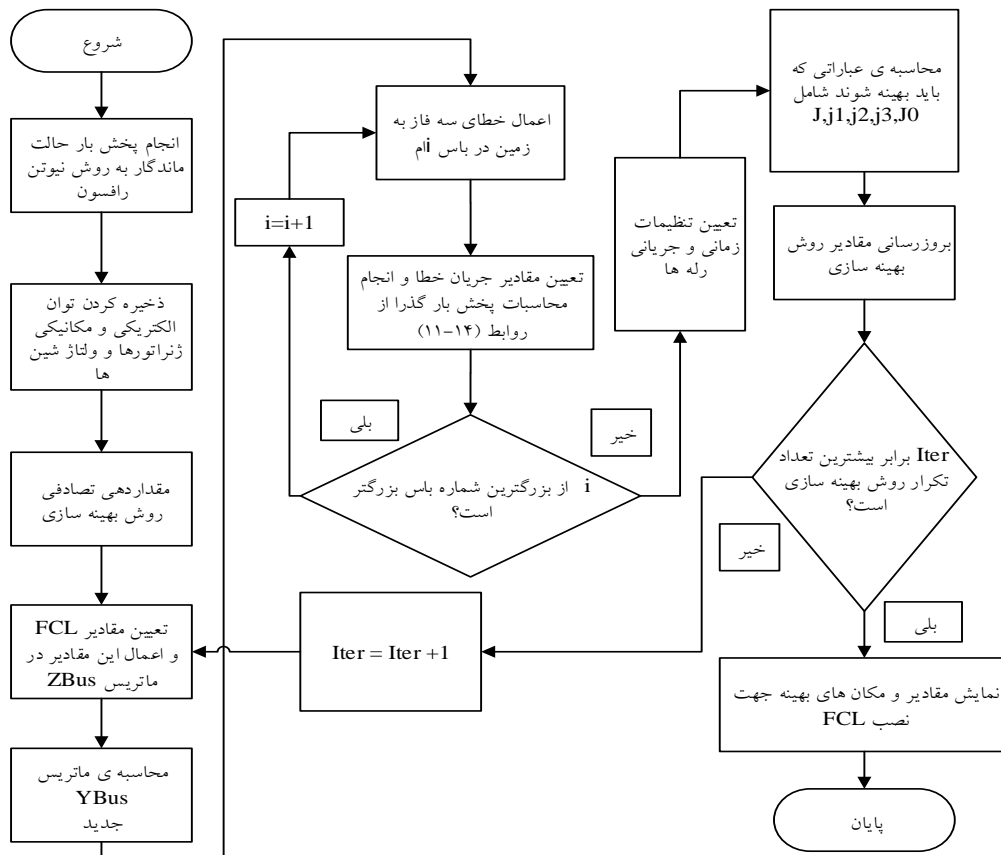 شروع
انجام پخش بار حالت
ماندگار به روش نیوتن
رافسون
ذخیره کردن توان
الکتریکی و مکانیکی
ژنراتورها و ولتاژ شین
ها
مقداردهی تصادفی
روش بهینه سازی
تعیین مقادیر FCL
و اعمال این مقادیر در
ماتریس ZBus
محاسبه ی ماتریس
YBus
جدید
اعمال خطای سه فاز به
زمین در باس iام
i=i+1
تعیین مقادیر جریان خطا و انجام
محاسبات پخش بار گذرا از
روابط (۱۴-۱۱)
بلی
خیر
i از بزرگترین شماره باس بزرگتر
است؟
تعیین تنظیمات
زمانی و جریانی
رله ها
محاسبه ی عباراتی که
باید بهینه شوند شامل
J,j1,j2,j3,J0
بروزرسانی مقادیر روش
بهینه سازی
Iter برابر بیشترین تعداد
تکرار روش بهینه سازی
است؟
خیر
بلی
Iter = Iter +1
نمایش مقادیر و مکان های بهینه جهت
نصب FCL
پایان